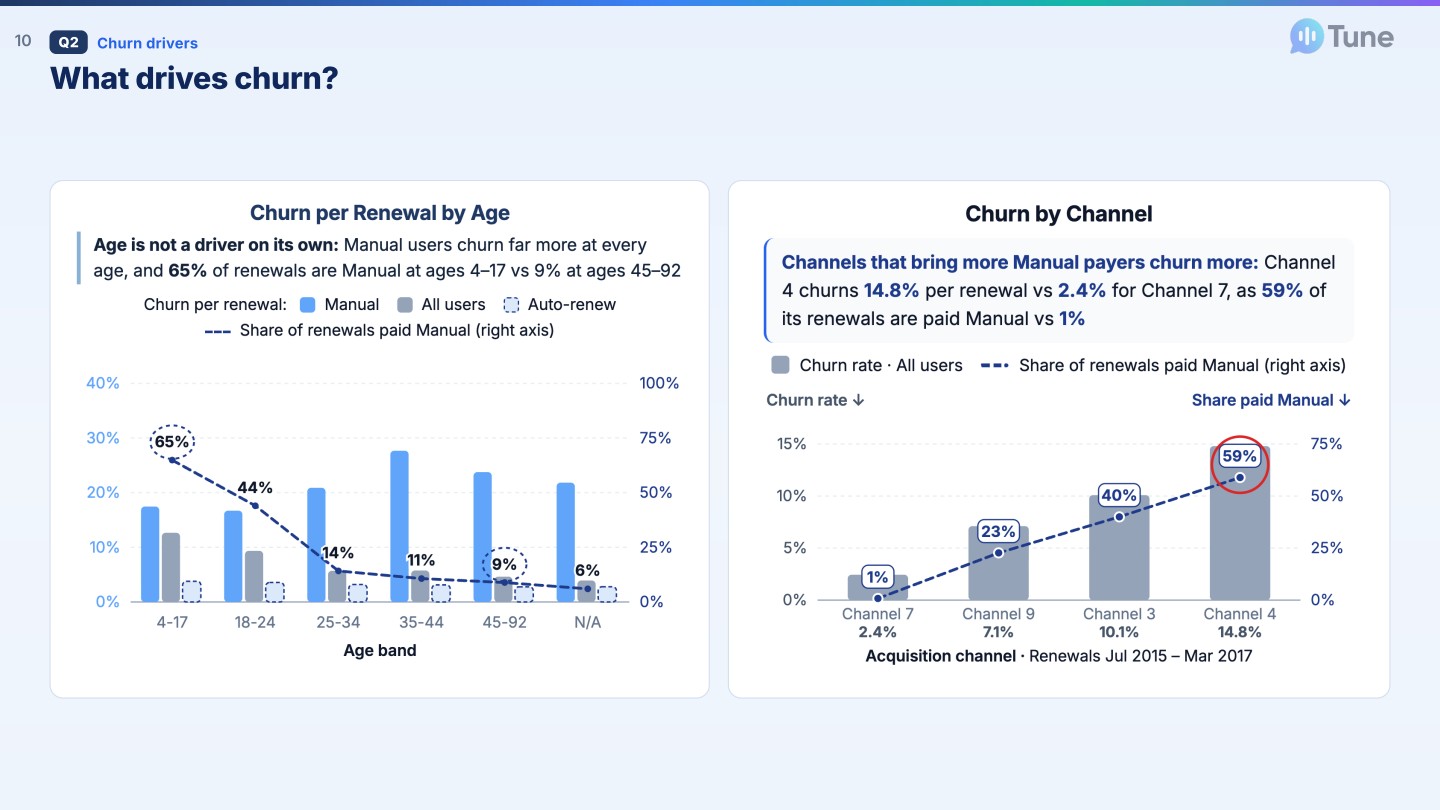 10
Q2
Churn drivers
Tune
What drives churn?
Churn per Renewal by Age
Age is not a driver on its own: Manual users churn far more at every
age, and 65% of renewals are Manual at ages 4–17 vs 9% at ages 45–92
Churn per renewal: Manual All users Auto-renew
Share of renewals paid Manual (right axis)
40% 100%
30% 75%
20% 50%
10% 25%
0% 0%
65%
44%
14%
11%
9%
6%
4-17 18-24 25-34 35-44 45-92 N/A
Age band
Churn by Channel
Channels that bring more Manual payers churn more: Channel
4 churns 14.8% per renewal vs 2.4% for Channel 7, as 59% of
its renewals are paid Manual vs 1%
Churn rate · All users Share of renewals paid Manual (right axis)
Churn rate ↓ Share paid Manual ↓
15% 75%
10% 50%
5% 25%
0% 0%
1%
23%
40%
59%
Channel 7 Channel 9 Channel 3 Channel 4
2.4% 7.1% 10.1% 14.8%
Acquisition channel · Renewals Jul 2015 – Mar 2017